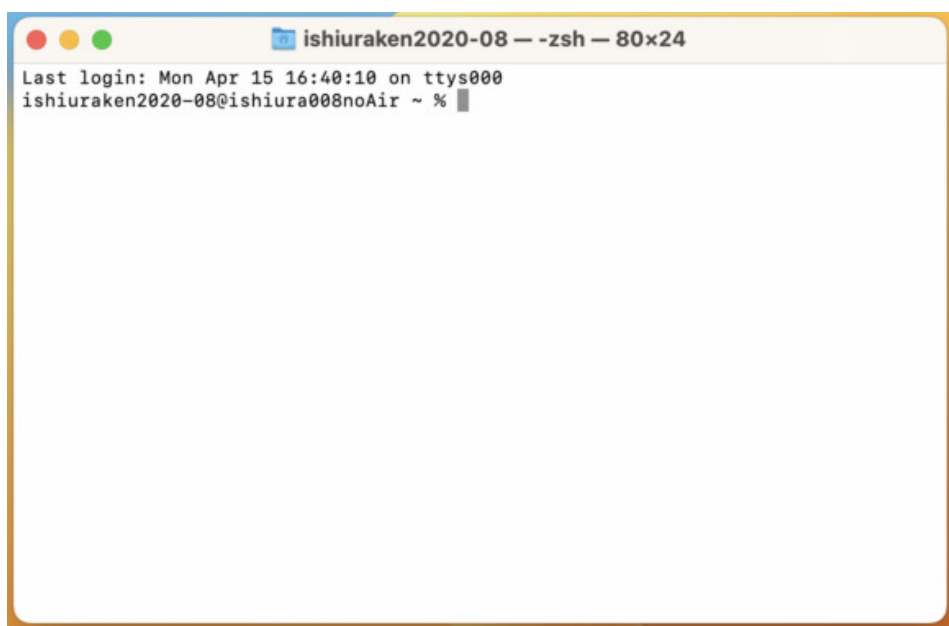 ishiuraken2020-08 — -zsh — 80×24
Last login: Mon Apr 15 16:40:10 on ttys000
ishiuraken2020-08@ishiura008noAir ~ %